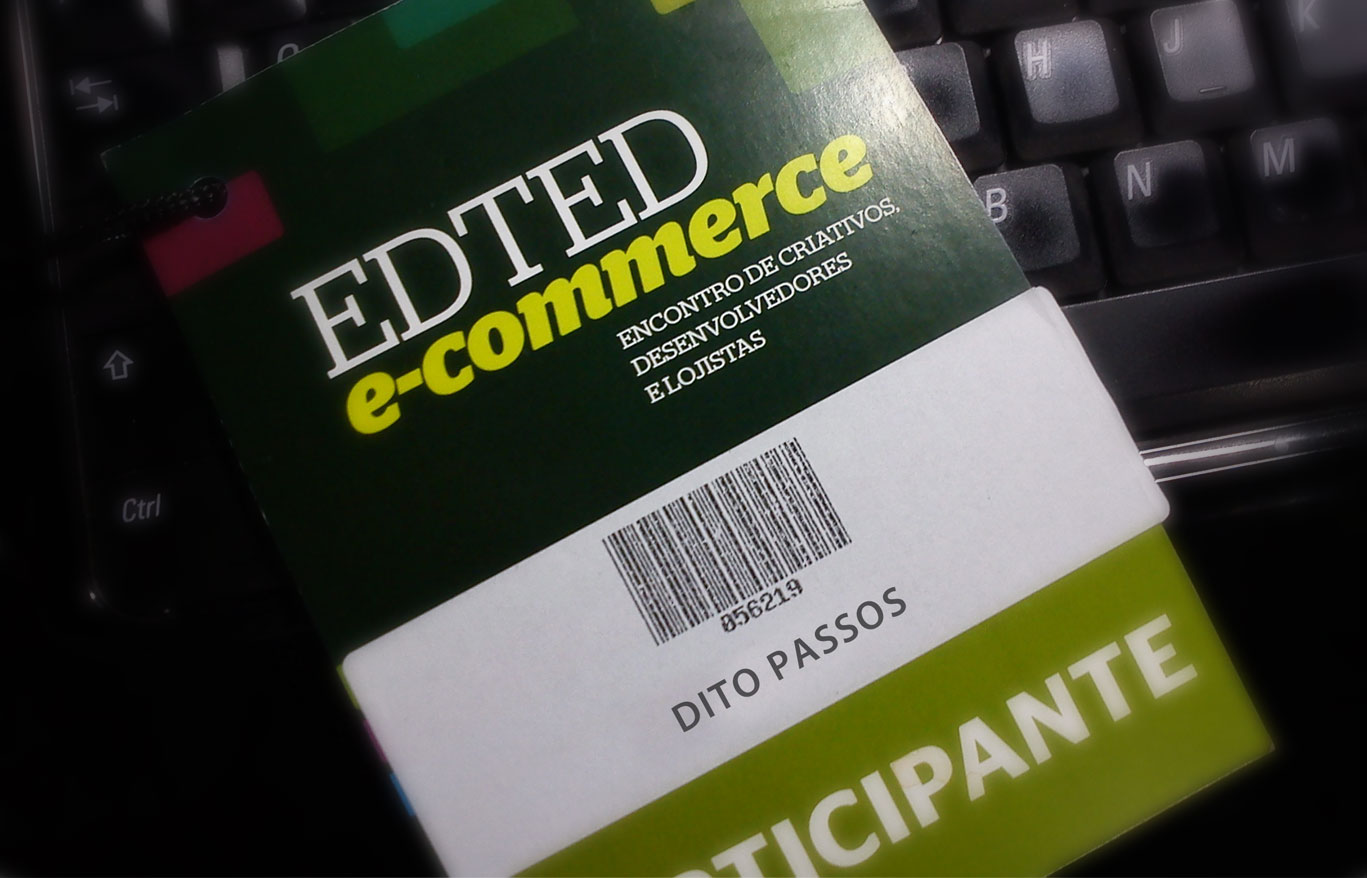 EDTED
e-commerce
ENCONTRO DE CRIATIVOS,
DESENVOLVEDORES
E LOJISTAS
056219
DITO PASSOS
TICIPANTE
H
J
K
B
N
M
Ctrl